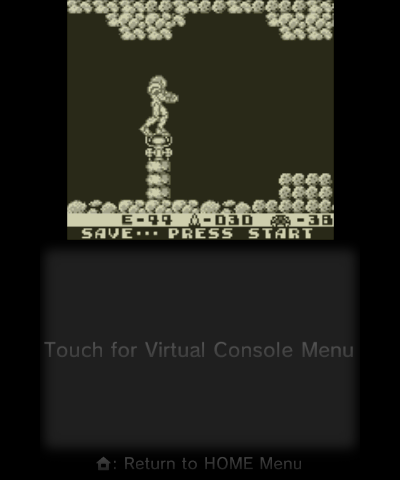 E-44 -030 -38
SAVE... PRESS START
Touch for Virtual Console Menu
: Return to HOME Menu